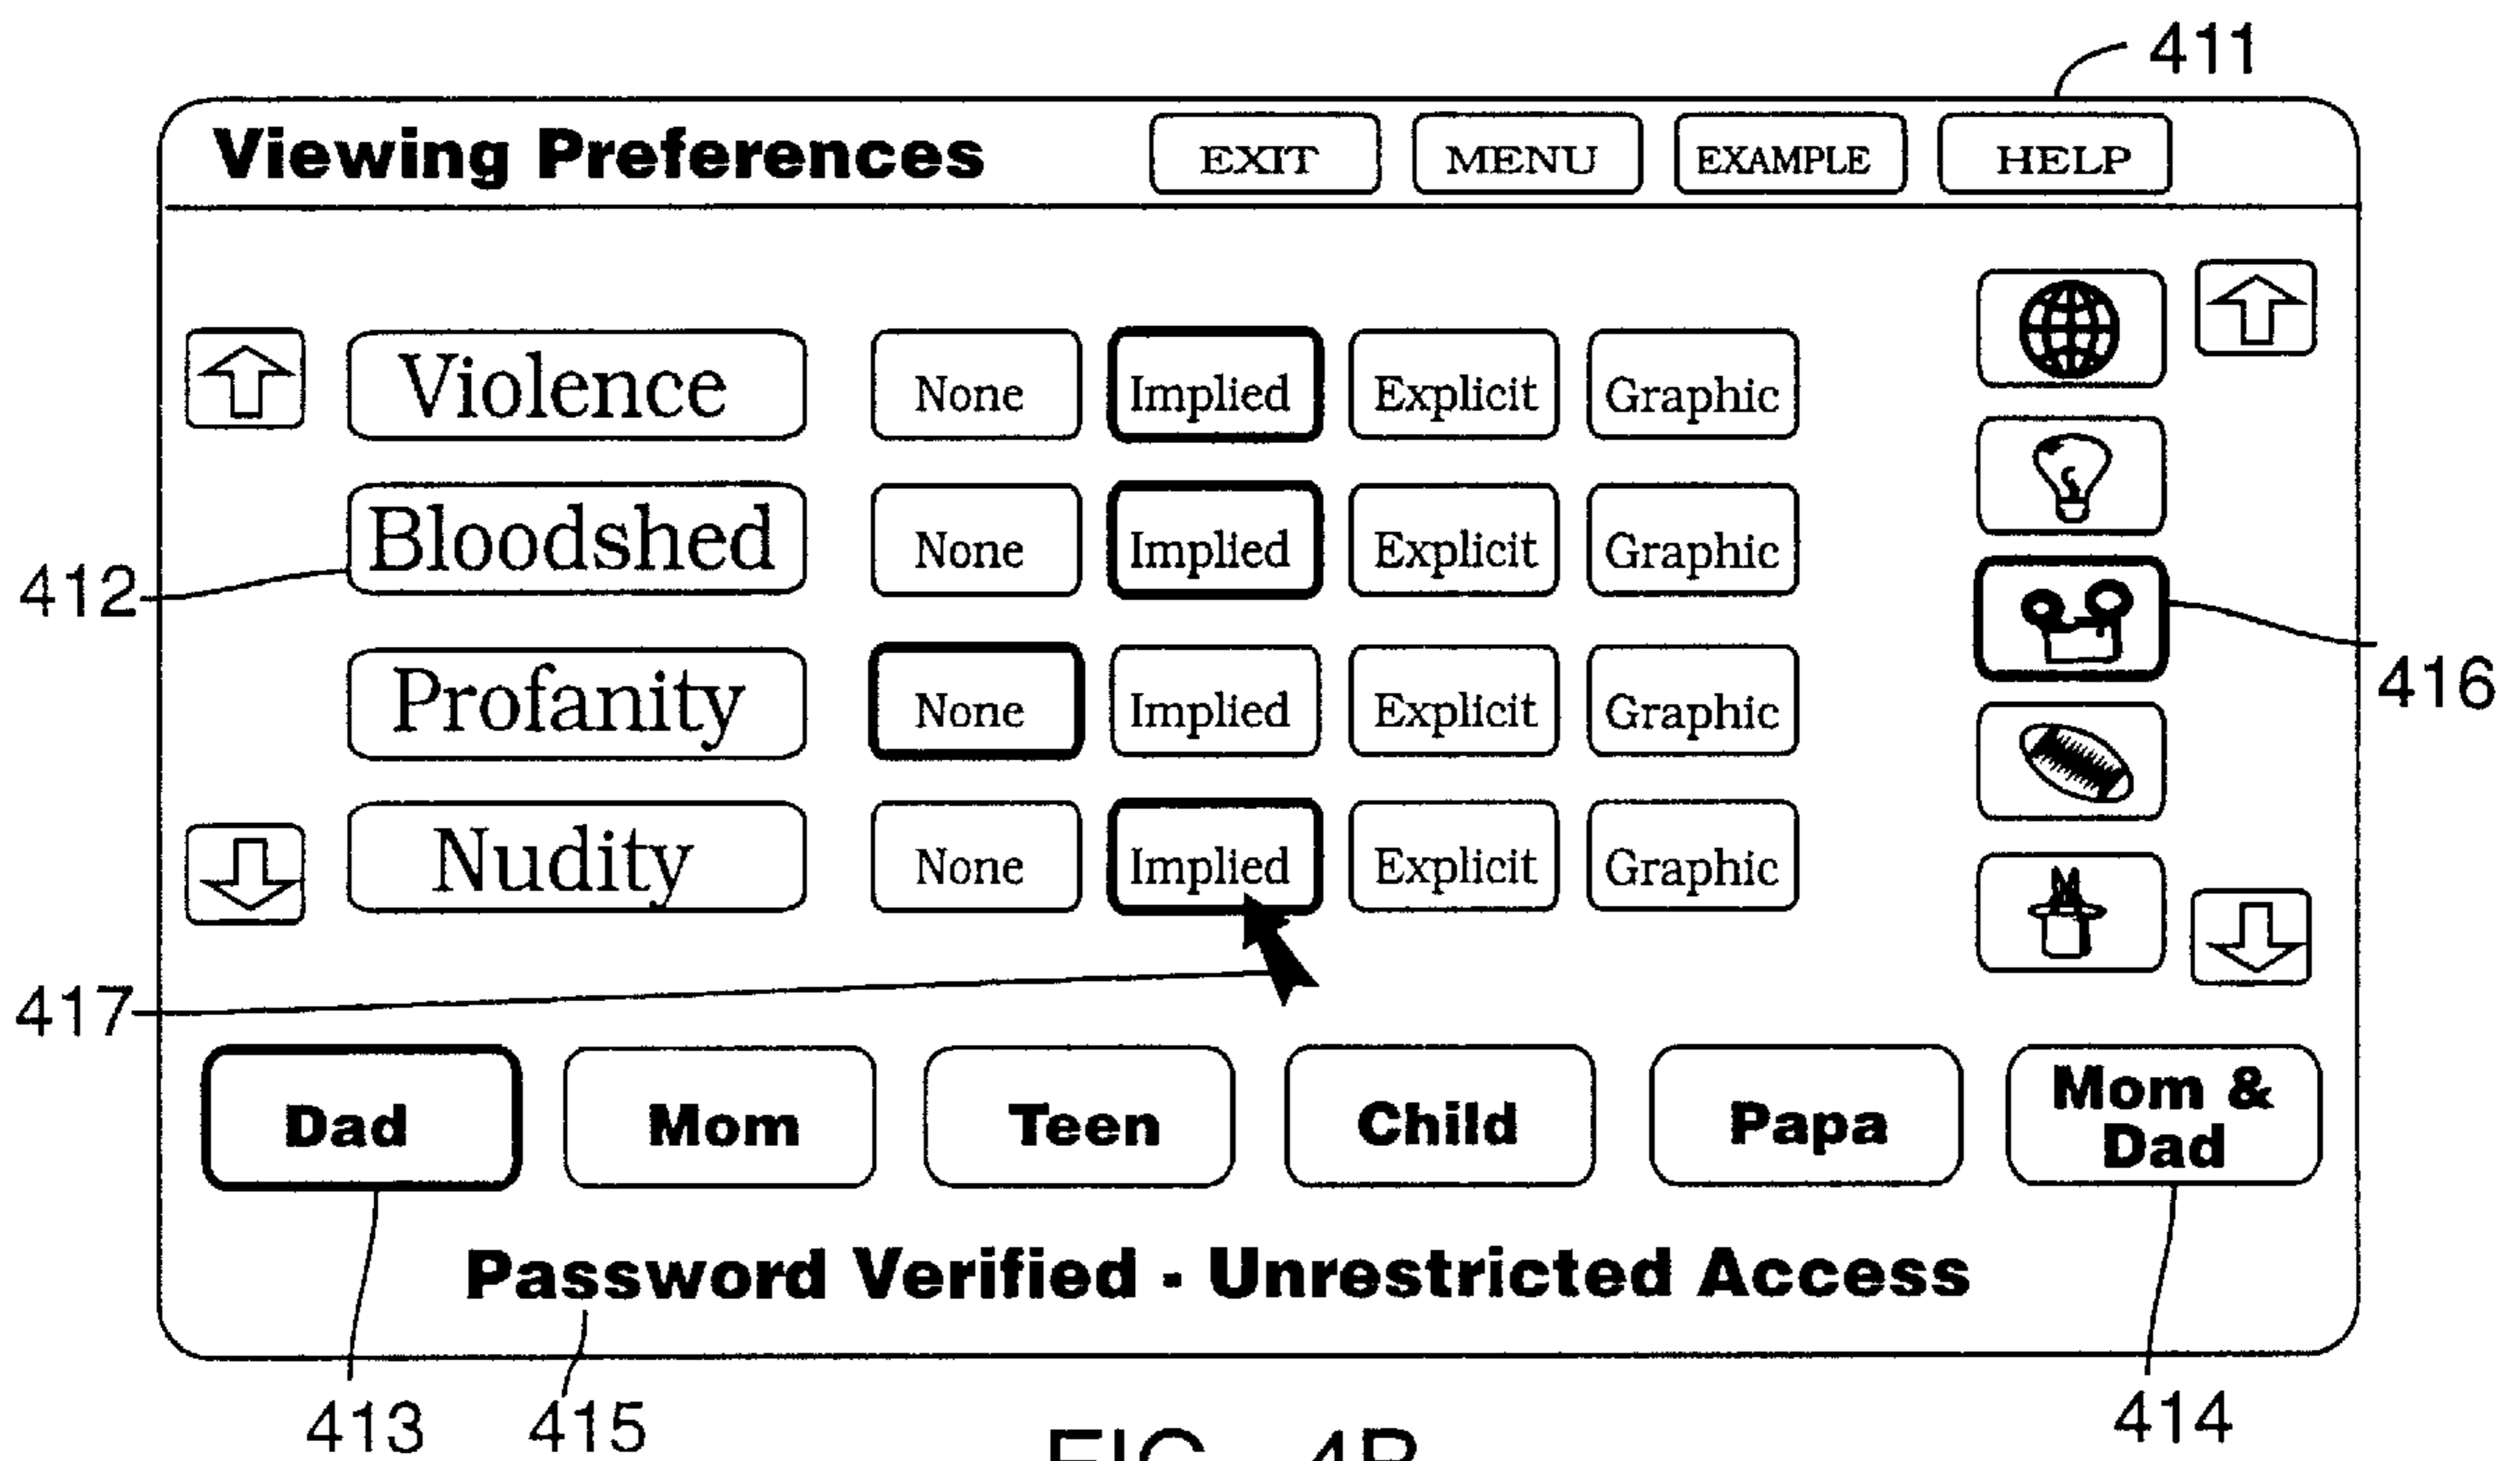 411
Viewing Preferences EXIT MENU EXAMPLE HELP
Violence None Implied Explicit Graphic
Bloodshed None Implied Explicit Graphic
412
416
Profanity None Implied Explicit Graphic
Nudity None Implied Explicit Graphic
417
Dad Mom Teen Child Papa Mom &
Dad
Password Verified - Unrestricted Access
413 415 414
FIG. 4B